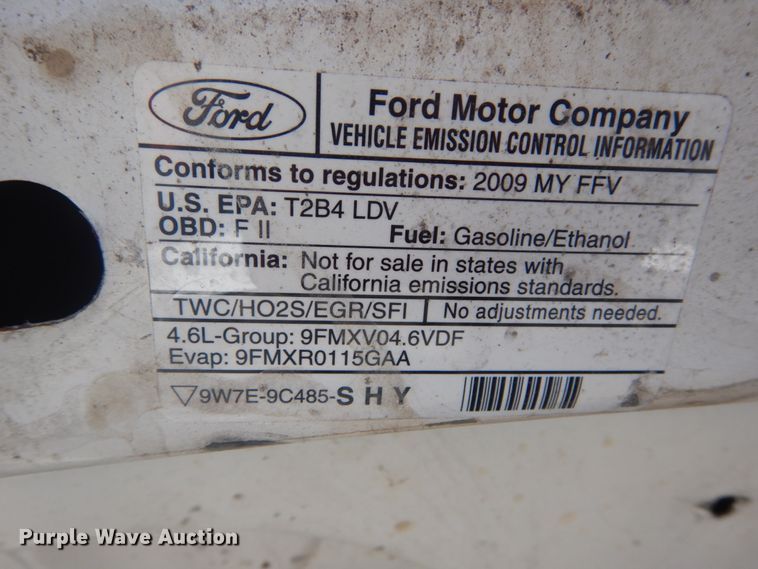 Ford
Ford Motor Company
VEHICLE EMISSION CONTROL INFORMATION
Conforms to regulations: 2009 MY FFV
U.S. EPA: T2B4 LDV
OBD: F II Fuel: Gasoline/Ethanol
California: Not for sale in states with
California emissions standards.
TWC/HO2S/EGR/SFI No adjustments needed.
4.6L-Group: 9FMXV04.6VDF
Evap: 9FMXR0115GAA
▽9W7E-9C485-S H Y
Purple Wave Auction